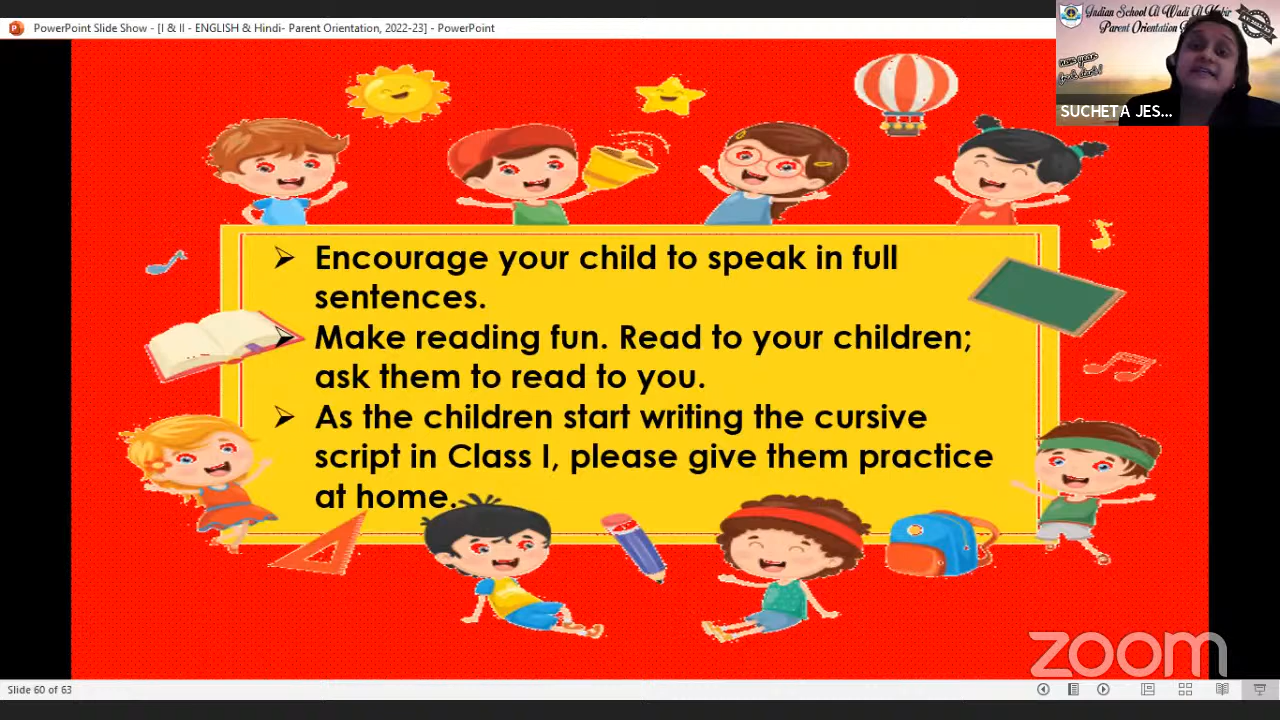 PowerPoint Slide Show - [I & II - ENGLISH & Hindi- Parent Orientation, 2022-23] - PowerPoint
Indian School Al Wadi Al Kabir
Parent Orientation
SUCHETA JES...
Encourage your child to speak in full
sentences.
Make reading fun. Read to your children;
ask them to read to you.
As the children start writing the cursive
script in Class I, please give them practice
at home.
zoom
Slide 60 of 63